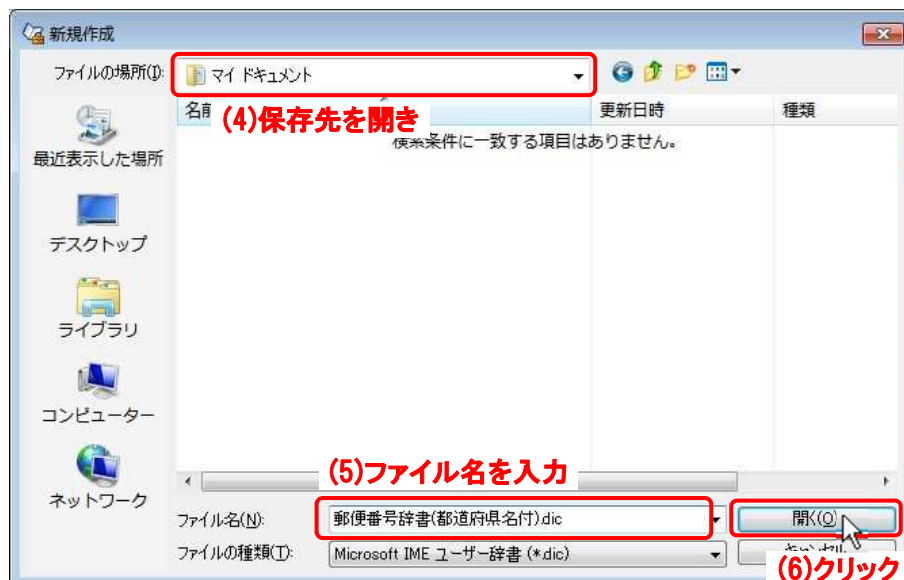 新規作成
ファイルの場所(I):
マイ ドキュメント
(4)保存先を開き
名前
更新日時
種類
検索条件に一致する項目はありません。
最近表示した場所
デスクトップ
ライブラリ
コンピューター
ネットワーク
(5)ファイル名を入力
ファイル名(N):
郵便番号辞書(都道府県名付).dic
開く(O)
ファイルの種類(T):
Microsoft IME ユーザー辞書 (*.dic)
キャンセル
(6)クリック